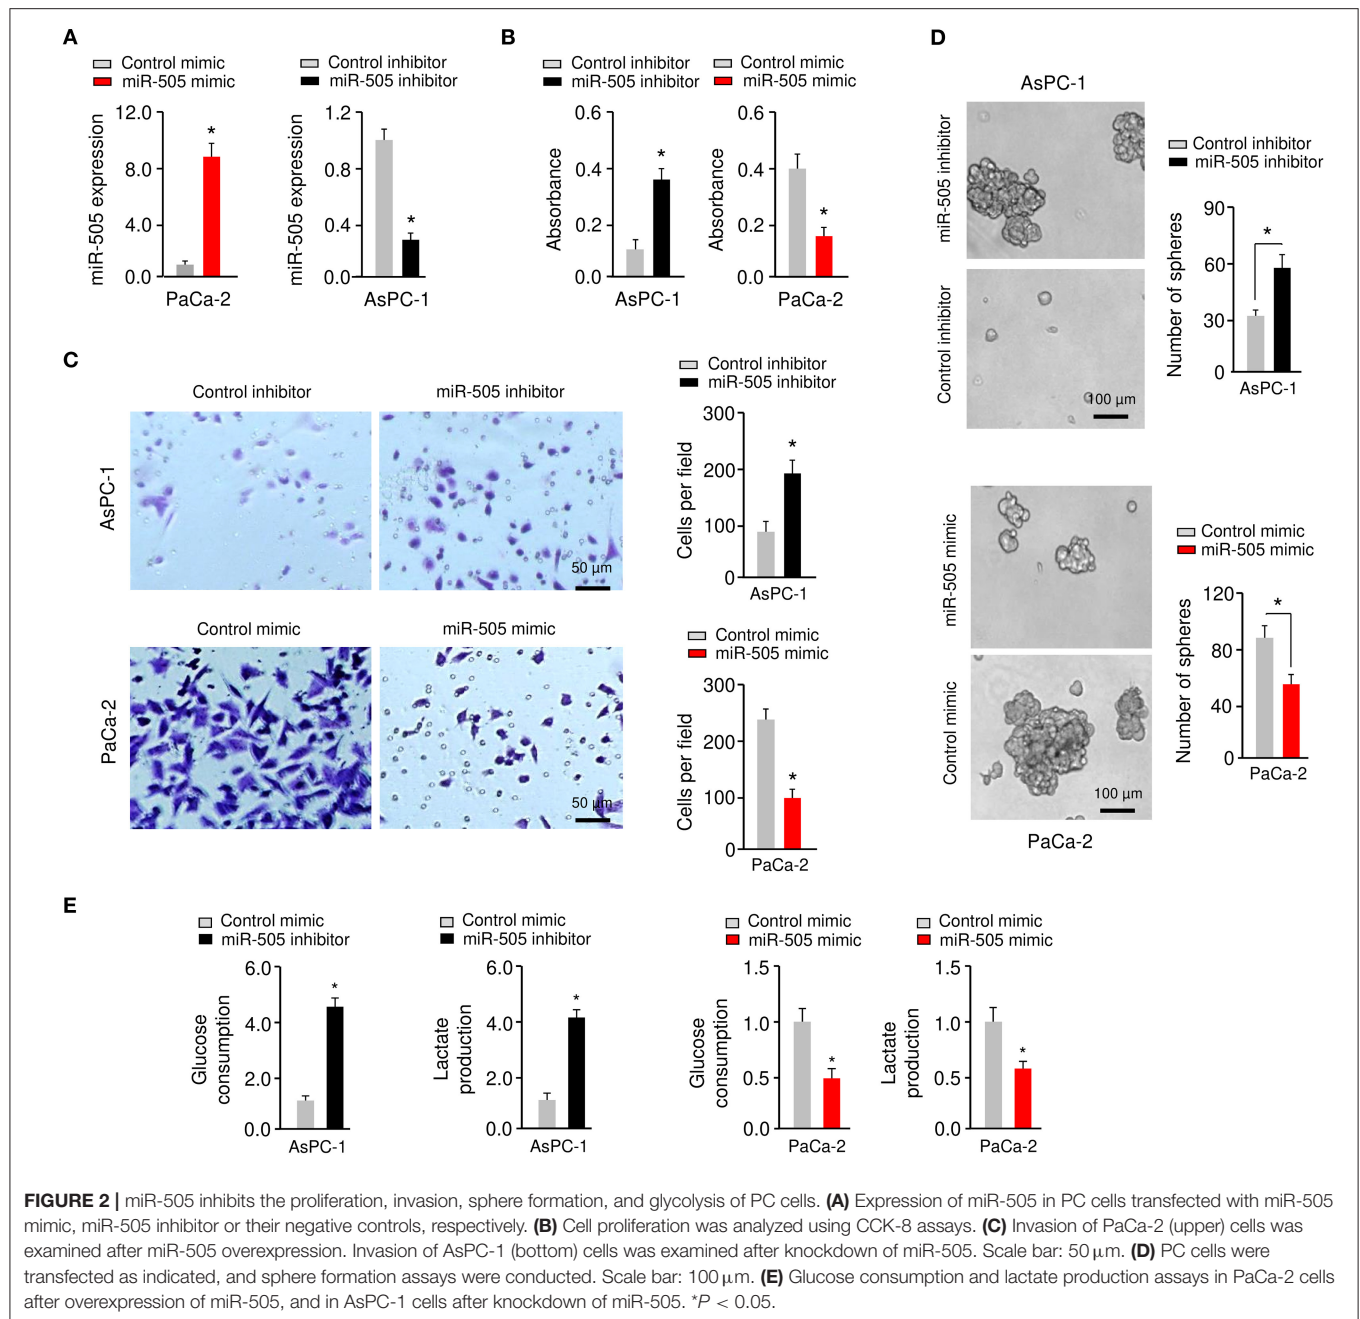 A
Control mimic
miR-505 mimic
miR-505 expression
12.0
8.0
4.0
0.0
*
PaCa-2
Control inhibitor
miR-505 inhibitor
miR-505 expression
1.2
0.8
0.4
0.0
*
AsPC-1
B
Control inhibitor
miR-505 inhibitor
Absorbance
0.6
0.4
0.2
0.0
*
AsPC-1
Control mimic
miR-505 mimic
Absorbance
0.6
0.4
0.2
0.0
*
PaCa-2
C
Control inhibitor
miR-505 inhibitor
AsPC-1
50 μm
Control mimic
miR-505 mimic
PaCa-2
50 μm
Control inhibitor
miR-505 inhibitor
Cells per field
300
200
100
0
*
AsPC-1
Control mimic
miR-505 mimic
Cells per field
300
200
100
0
*
PaCa-2
D
AsPC-1
miR-505 inhibitor
Control inhibitor
100 μm
Control inhibitor
miR-505 inhibitor
Number of spheres
90
60
30
0
*
AsPC-1
miR-505 mimic
Control mimic
100 μm
PaCa-2
Control mimic
miR-505 mimic
Number of spheres
120
80
40
0
*
PaCa-2
E
Control mimic
miR-505 inhibitor
Glucose
consumption
6.0
4.0
2.0
0.0
*
AsPC-1
Control mimic
miR-505 inhibitor
Lactate
production
6.0
4.0
2.0
0.0
*
AsPC-1
Control mimic
miR-505 mimic
Glucose
consumption
1.5
1.0
0.5
0.0
*
PaCa-2
Control mimic
miR-505 mimic
Lactate
production
1.5
1.0
0.5
0.0
*
PaCa-2
FIGURE 2 | miR-505 inhibits the proliferation, invasion, sphere formation, and glycolysis of PC cells. (A) Expression of miR-505 in PC cells transfected with miR-505
mimic, miR-505 inhibitor or their negative controls, respectively. (B) Cell proliferation was analyzed using CCK-8 assays. (C) Invasion of PaCa-2 (upper) cells was
examined after miR-505 overexpression. Invasion of AsPC-1 (bottom) cells was examined after knockdown of miR-505. Scale bar: 50 μm. (D) PC cells were
transfected as indicated, and sphere formation assays were conducted. Scale bar: 100 μm. (E) Glucose consumption and lactate production assays in PaCa-2 cells
after overexpression of miR-505, and in AsPC-1 cells after knockdown of miR-505. *P < 0.05.